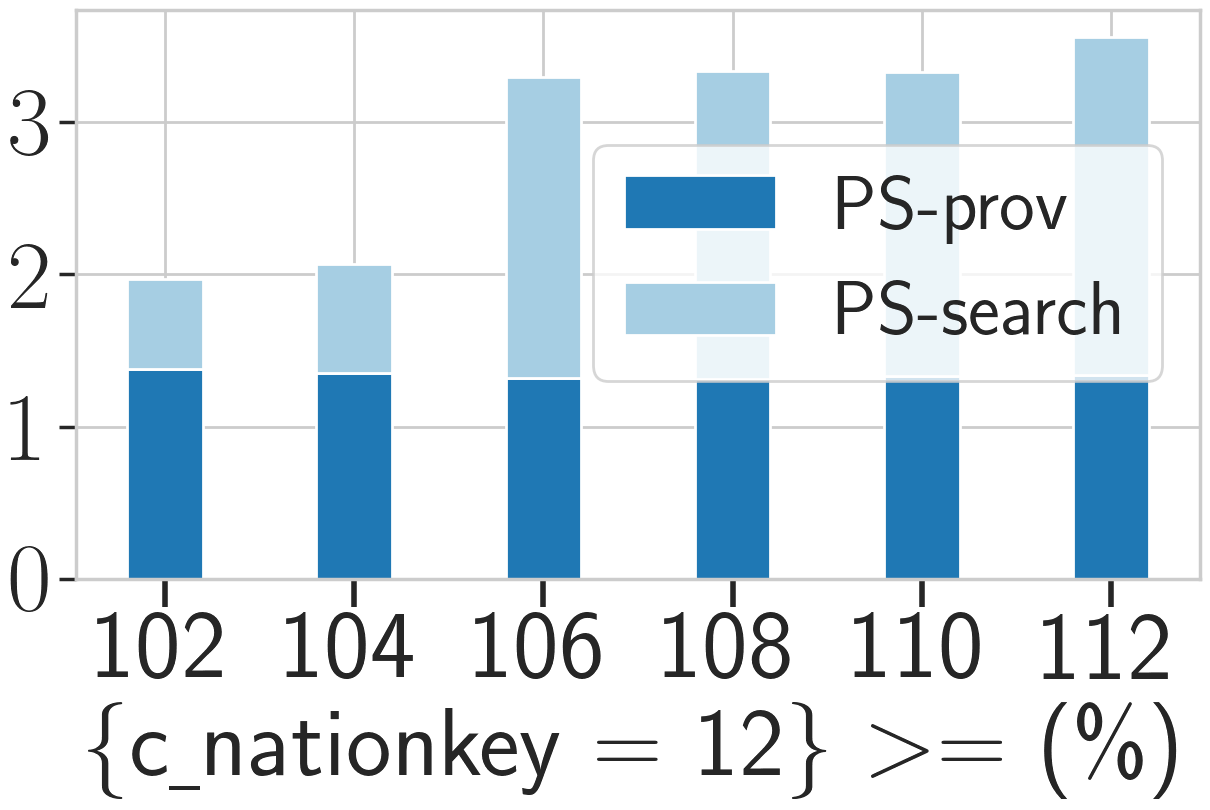 3
2
1
0
PS-prov
PS-search
102 104 106 108 110 112
{c_nationkey = 12} >= (%)